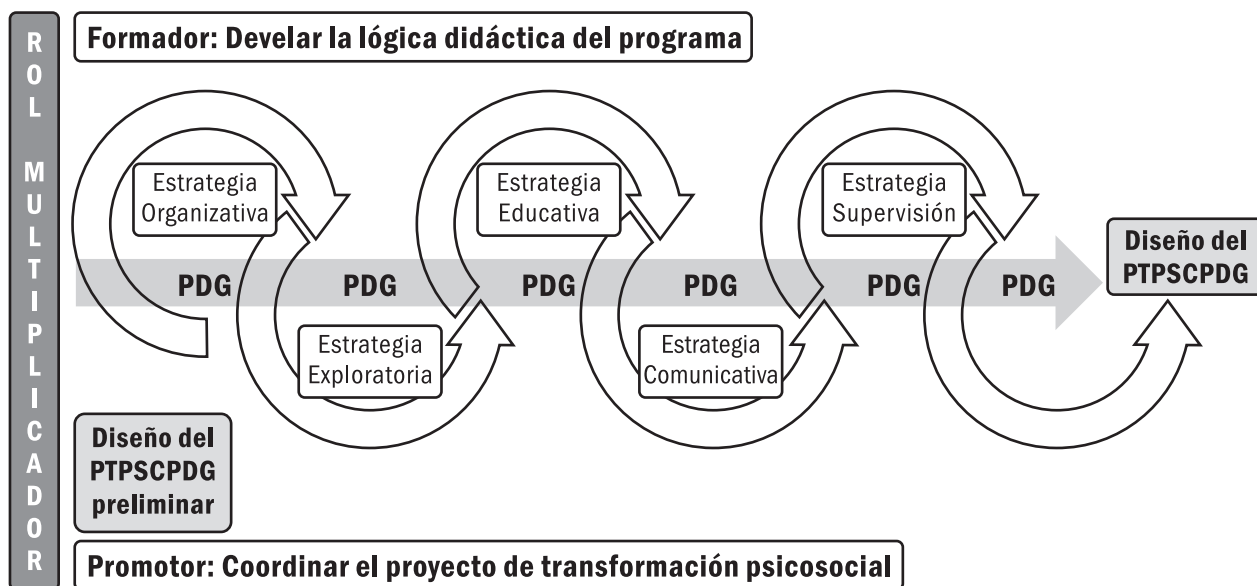 ROL MULTIPLICADOR
Formador: Develar la lógica didáctica del programa
Estrategia
Organizativa
Estrategia
Educativa
Estrategia
Supervisión
PDG
PDG
PDG
PDG
PDG
PDG
Diseño del
PTPSCPDG
Estrategia
Exploratoria
Estrategia
Comunicativa
Diseño del
PTPSCPDG
preliminar
Promotor: Coordinar el proyecto de transformación psicosocial